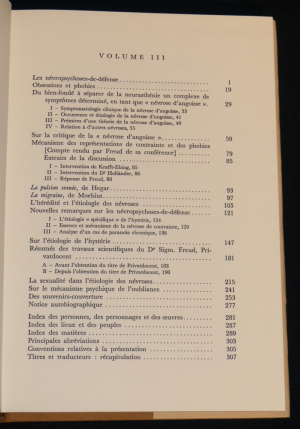 VOLUME III
Les névropsychoses-de-défense 1
Obsessions et phobies 19
Du bien-fondé à séparer de la neurasthénie un complexe de
symptômes déterminé, en tant que « névrose d'angoisse ». 29
I – Symptomatologie clinique de la névrose d'angoisse, 33
II – Occurrence et étiologie de la névrose d'angoisse, 41
III – Prémices d'une théorie de la névrose d'angoisse, 49
IV – Relation à d'autres névroses, 55
Sur la critique de la « névrose d'angoisse » 59
Mécanisme des représentations de contrainte et des phobies
[Compte rendu par Freud de sa conférence] 79
Extraits de la discussion 85
I – Intervention de Krafft-Ebing, 85
II – Intervention du Dr Holländer, 86
III – Réponse de Freud, 89
La pulsion sexuée, de Hegar 93
La migraine, de Moebius 97
L'hérédité et l'étiologie des névroses 105
Nouvelles remarques sur les névropsychoses-de-défense 121
I – L'étiologie « spécifique » de l'hystérie, 124
II – Essence et mécanisme de la névrose de contrainte, 129
III – Analyse d'un cas de paranoïa chronique, 136
Sur l'étiologie de l'hystérie 147
Résumés des travaux scientifiques du Dr Sigm. Freud, Pri-
vatdocent 181
A – Avant l'obtention du titre de Privatdocent, 183
B – Depuis l'obtention du titre de Privatdocent, 196
La sexualité dans l'étiologie des névroses 215
Sur le mécanisme psychique de l'oubliance 241
Des souvenirs-couverture 253
Notice autobiographique 277
Index des personnes, des personnages et des œuvres 281
Index des lieux et des peuples 287
Index des matières 289
Principales abréviations 303
Conventions relatives à la présentation 305
Titres et traducteurs : récapitulation 307